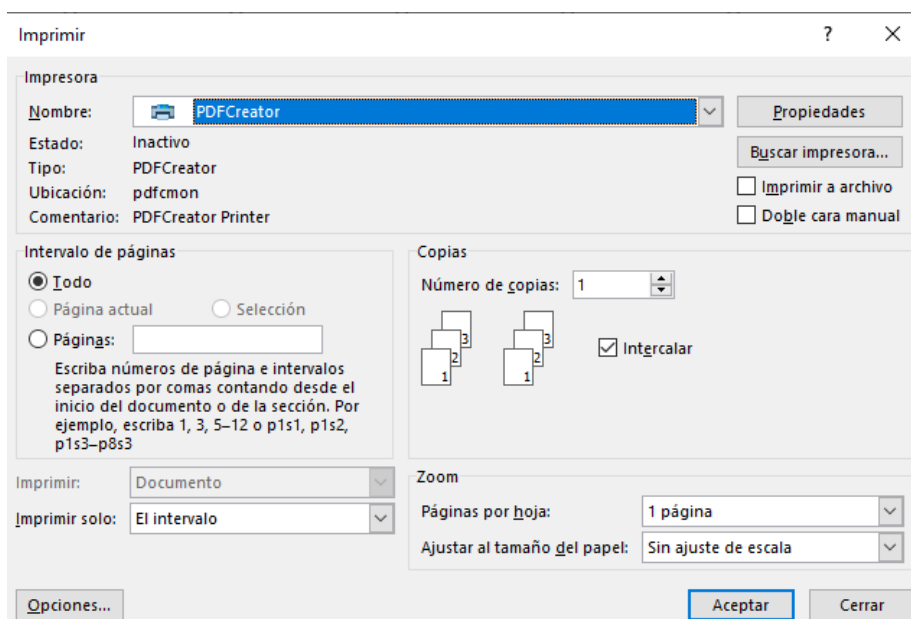 Imprimir
?
Impresora
Nombre: PDFCreator Propiedades
Estado: Inactivo
Buscar impresora...
Tipo: PDFCreator
Ubicación: pdfcmon Imprimir a archivo
Comentario: PDFCreator Printer Doble cara manual
Intervalo de páginas
Todo
Página actual Selección
Páginas:
Escriba números de página e intervalos
separados por comas contando desde el
inicio del documento o de la sección. Por
ejemplo, escriba 1, 3, 5–12 o p1s1, p1s2,
p1s3–p8s3
Copias
Número de copias: 1
3 3
2 2
1 1
Intercalar
Imprimir: Documento
Imprimir solo: El intervalo
Zoom
Páginas por hoja: 1 página
Ajustar al tamaño del papel: Sin ajuste de escala
Opciones... Aceptar Cerrar